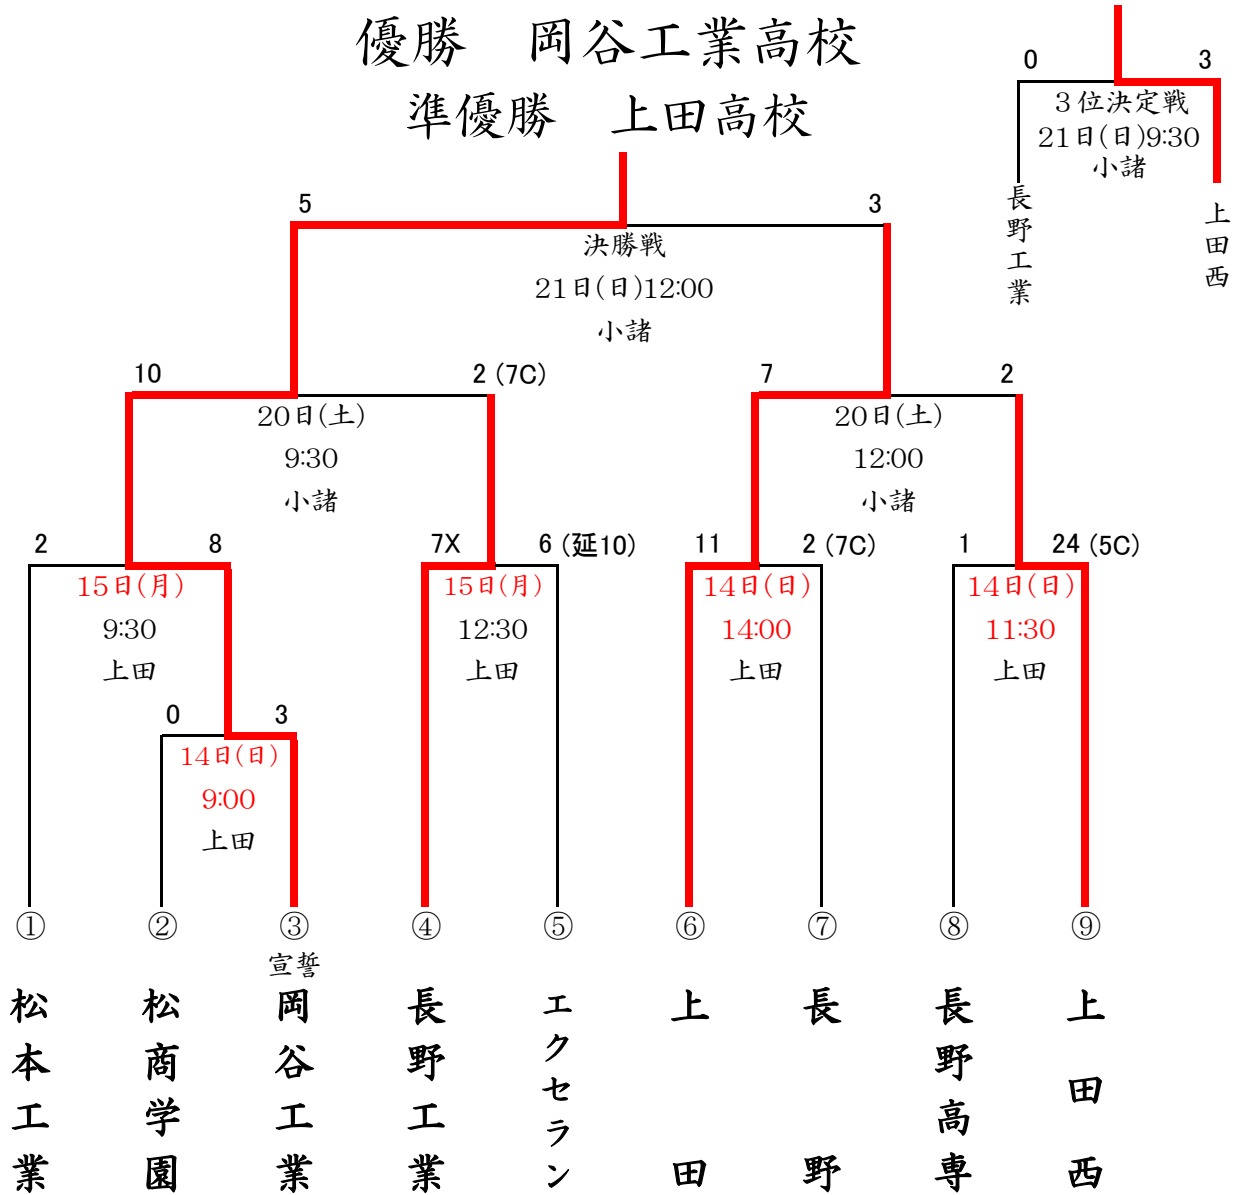 優勝　岡谷工業高校
準優勝　上田高校
0 3
３位決定戦
21日(日)9:30
小諸
長野工業
上田西
5 3
決勝戦
21日(日)12:00
小諸
10 2 (7C)
20日(土)
9:30
小諸
7 2
20日(土)
12:00
小諸
2 8
15日(月)
9:30
上田
7X 6 (延10)
15日(月)
12:30
上田
11 2 (7C)
14日(日)
14:00
上田
1 24 (5C)
14日(日)
11:30
上田
0 3
14日(日)
9:00
上田
① ② ③ ④ ⑤ ⑥ ⑦ ⑧ ⑨
宣誓
松本工業
松商学園
岡谷工業
長野工業
エクセラン
上田
長野
長野高専
上田西